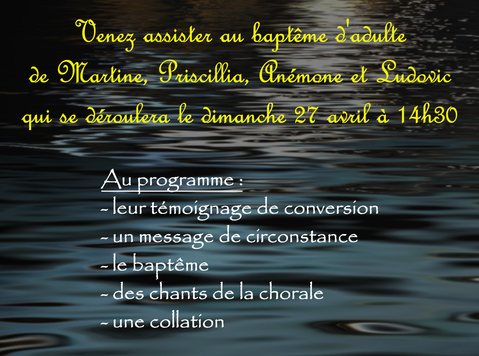 Venez assister au baptême d'adulte
de Martine, Priscillia, Anémone et Ludovic
qui se déroulera le dimanche 27 avril à 14h30
Au programme :
- leur témoignage de conversion
- un message de circonstance
- le baptême
- des chants de la chorale
- une collation